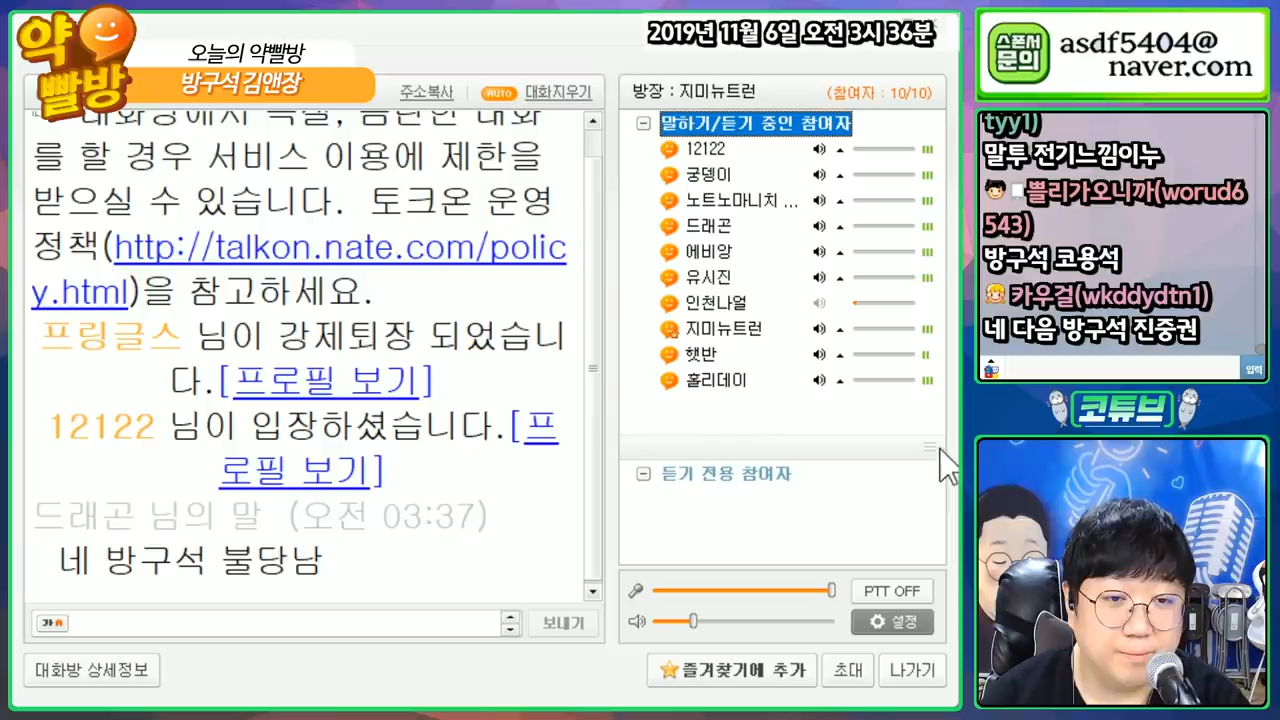 약빨방
오늘의 약빨방
방구석 김앤장
2019년 11월 6일 오전 3시 36분
스폰서 문의
asdf5404@
naver.com
주소복사
AUTO
대화지우기
를 할 경우 서비스 이용에 제한을
받으실 수 있습니다. 토크온 운영
정책(http://talkon.nate.com/polic
y.html)을 참고하세요.
프링글스 님이 강제퇴장 되었습니
다.[프로필 보기]
12122 님이 입장하셨습니다.[프
로필 보기]
드래곤 님의 말 (오전 03:37)
네 방구석 불당남
가A
보내기
대화방 상세정보
방장 : 지미뉴트런
(참여자 : 10/10)
말하기/듣기 중인 참여자
12122
궁뎅이
노트노마니치 ...
드래곤
에비앙
유시진
인천나얼
지미뉴트런
햇반
홀리데이
듣기 전용 참여자
PTT OFF
설정
즐겨찾기에 추가
초대
나가기
tyy1)
말투 전기느낌이누
쁠리가오니까(worud6
543)
방구석 코용석
카우걸(wkddydtn1)
네 다음 방구석 진중권
입력
코튜브